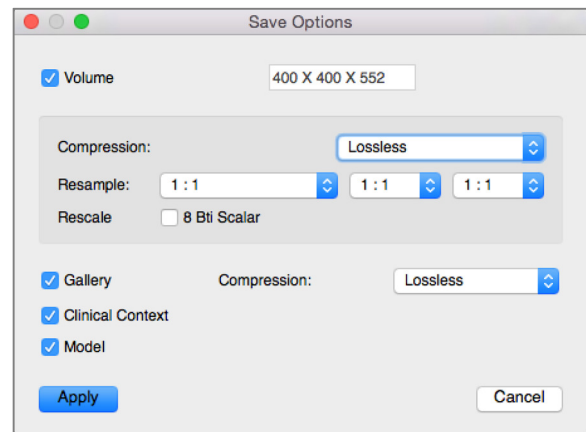 Save Options
Volume 400 X 400 X 552
Compression: Lossless
Resample: 1 : 1 1 : 1 1 : 1
Rescale 8 Bti Scalar
Gallery Compression: Lossless
Clinical Context
Model
Apply Cancel